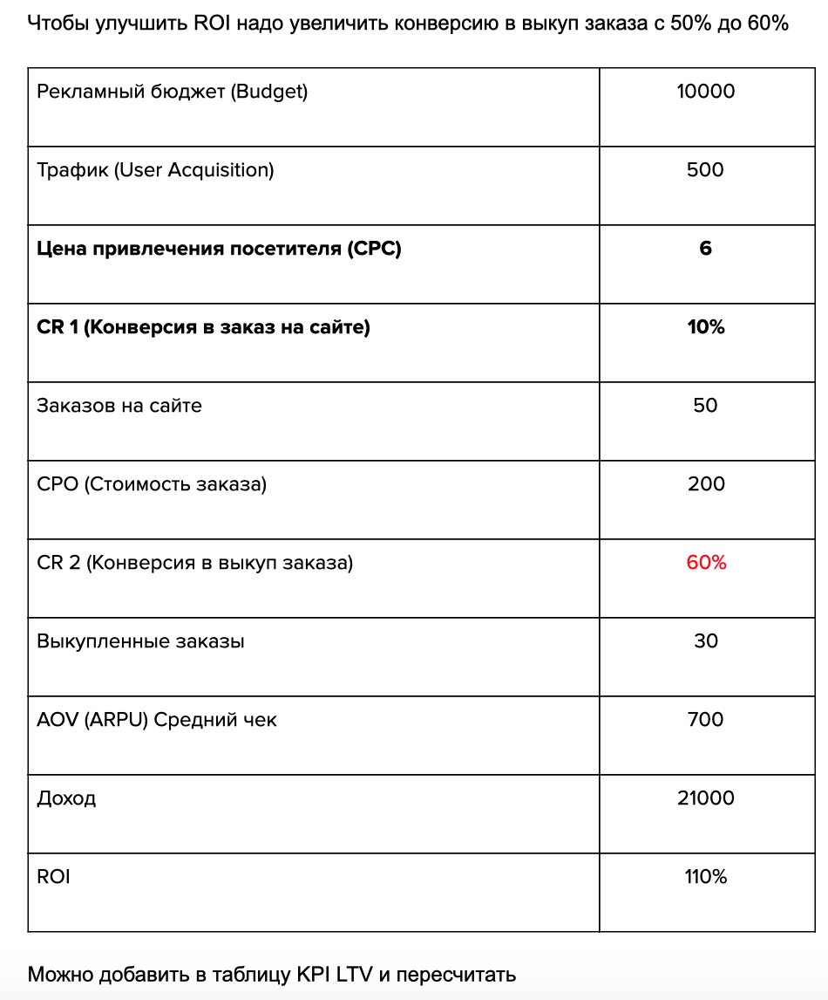 Чтобы улучшить ROI надо увеличить конверсию в выкуп заказа с 50% до 60%
Рекламный бюджет (Budget) 10000
Трафик (User Acquisition) 500
Цена привлечения посетителя (CPC) 6
CR 1 (Конверсия в заказ на сайте) 10%
Заказов на сайте 50
CPO (Стоимость заказа) 200
CR 2 (Конверсия в выкуп заказа) 60%
Выкупленные заказы 30
AOV (ARPU) Средний чек 700
Доход 21000
ROI 110%
Можно добавить в таблицу KPI LTV и пересчитать